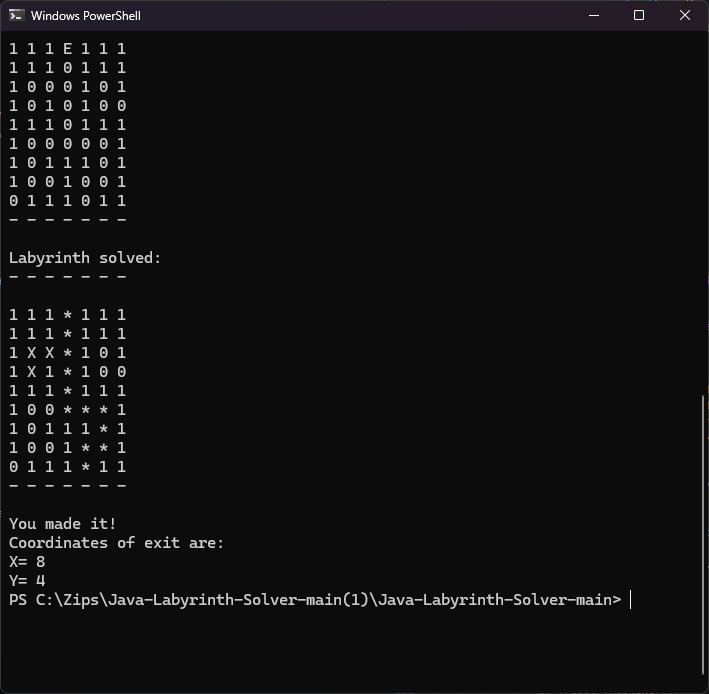 Windows PowerShell
1 1 1 E 1 1 1
1 1 1 0 1 1 1
1 0 0 0 1 0 1
1 0 1 0 1 0 0
1 1 1 0 1 1 1
1 0 0 0 0 0 1
1 0 1 1 1 0 1
1 0 0 1 0 0 1
0 1 1 1 0 1 1
- - - - - - -
Labyrinth solved:
- - - - - - -
1 1 1 * 1 1 1
1 1 1 * 1 1 1
1 X X * 1 0 1
1 X 1 * 1 0 0
1 1 1 * 1 1 1
1 0 0 * * * 1
1 0 1 1 1 * 1
1 0 0 1 * * 1
0 1 1 1 * 1 1
- - - - - - -
You made it!
Coordinates of exit are:
X= 8
Y= 4
PS C:\Zips\Java-Labyrinth-Solver-main(1)\Java-Labyrinth-Solver-main>